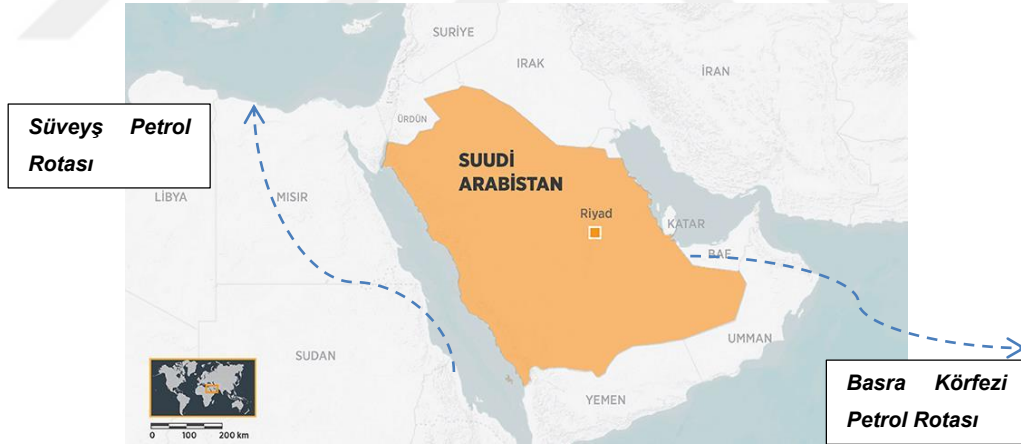 SURİYE
IRAK
İRAN
Süveyş Petrol
Rotası
ÜRDÜN
SUUDİ
ARABİSTAN
LİBYA
MISIR
Riyad
KATAR
BAE
UMMAN
SUDAN
YEMEN
Basra Körfezi
Petrol Rotası
0 100 200 km